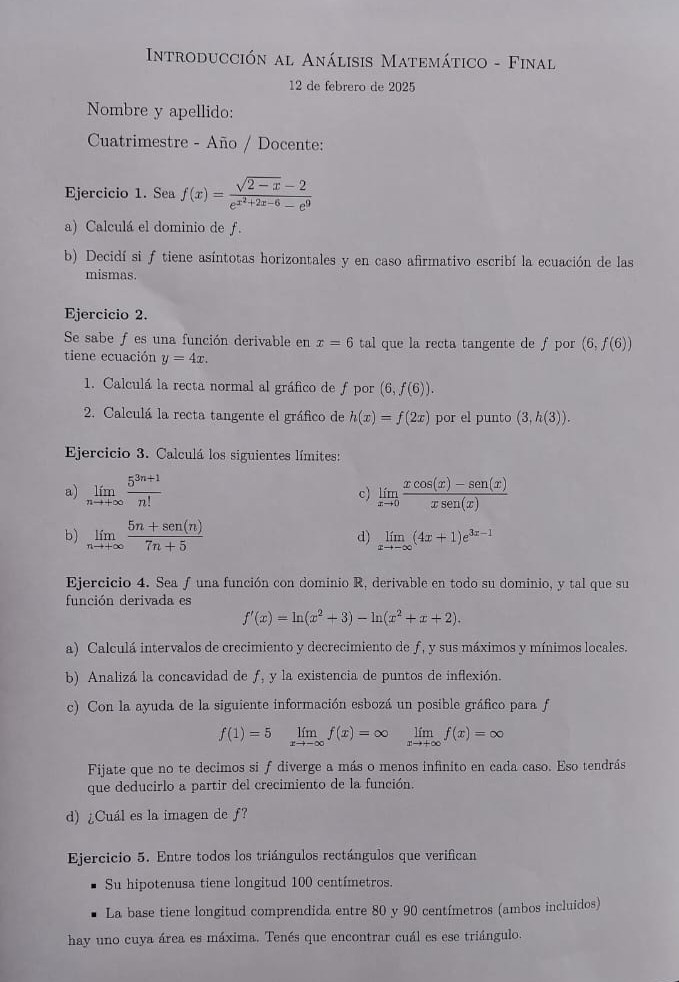 INTRODUCCIÓN AL ANÁLISIS MATEMÁTICO - FINAL
12 de febrero de 2025
Nombre y apellido:
Cuatrimestre - Año / Docente:
Ejercicio 1. Sea f(x) = (√(2 − x) − 2) / (e^(x²+2x−6) − e⁹)
a) Calculá el dominio de f.
b) Decidí si f tiene asíntotas horizontales y en caso afirmativo escribí la ecuación de las
mismas.
Ejercicio 2.
Se sabe f es una función derivable en x = 6 tal que la recta tangente de f por (6, f(6))
tiene ecuación y = 4x.
1. Calculá la recta normal al gráfico de f por (6, f(6)).
2. Calculá la recta tangente el gráfico de h(x) = f(2x) por el punto (3, h(3)).
Ejercicio 3. Calculá los siguientes límites:
a) lím n→+∞ 5^(3n+1) / n!
c) lím x→0 (x cos(x) − sen(x)) / (x sen(x))
b) lím n→+∞ (5n + sen(n)) / (7n + 5)
d) lím x→−∞ (4x + 1)e^(3x−1)
Ejercicio 4. Sea f una función con dominio ℝ, derivable en todo su dominio, y tal que su
función derivada es
f′(x) = ln(x² + 3) − ln(x² + x + 2).
a) Calculá intervalos de crecimiento y decrecimiento de f, y sus máximos y mínimos locales.
b) Analizá la concavidad de f, y la existencia de puntos de inflexión.
c) Con la ayuda de la siguiente información esbozá un posible gráfico para f
f(1) = 5 lím x→−∞ f(x) = ∞ lím x→+∞ f(x) = ∞
Fijate que no te decimos si f diverge a más o menos infinito en cada caso. Eso tendrás
que deducirlo a partir del crecimiento de la función.
d) ¿Cuál es la imagen de f?
Ejercicio 5. Entre todos los triángulos rectángulos que verifican
▪ Su hipotenusa tiene longitud 100 centímetros.
▪ La base tiene longitud comprendida entre 80 y 90 centímetros (ambos incluidos)
hay uno cuya área es máxima. Tenés que encontrar cuál es ese triángulo.